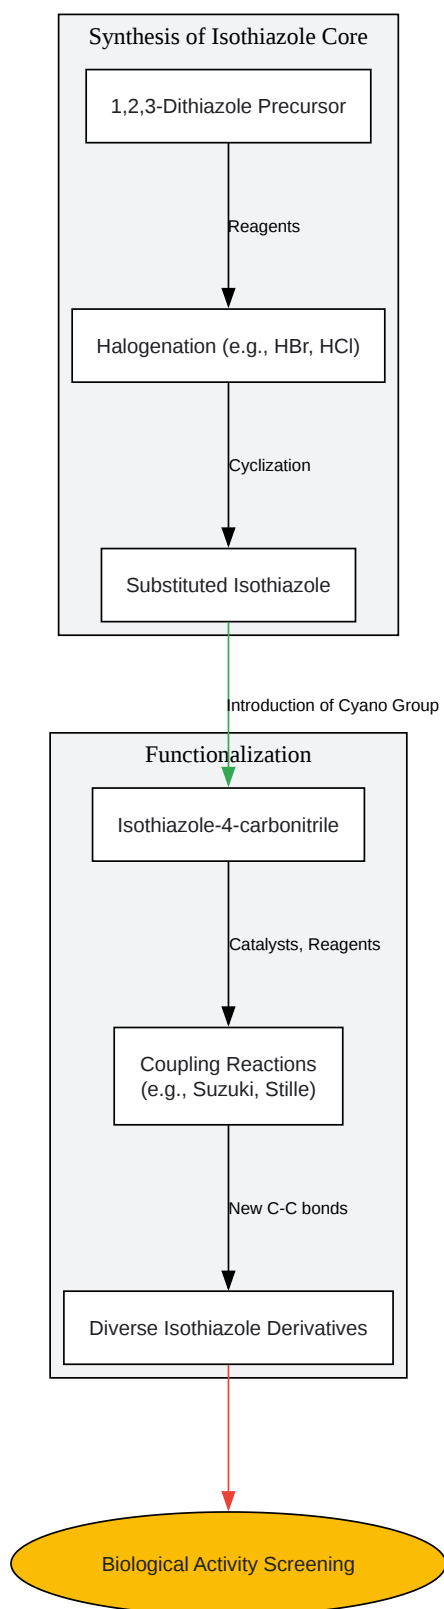 Synthesis of Isothiazole Core
1,2,3-Dithiazole Precursor
Reagents
Halogenation (e.g., HBr, HCl)
Cyclization
Substituted Isothiazole
Introduction of Cyano Group
Functionalization
Isothiazole-4-carbonitrile
Catalysts, Reagents
Coupling Reactions
(e.g., Suzuki, Stille)
New C-C bonds
Diverse Isothiazole Derivatives
Biological Activity Screening